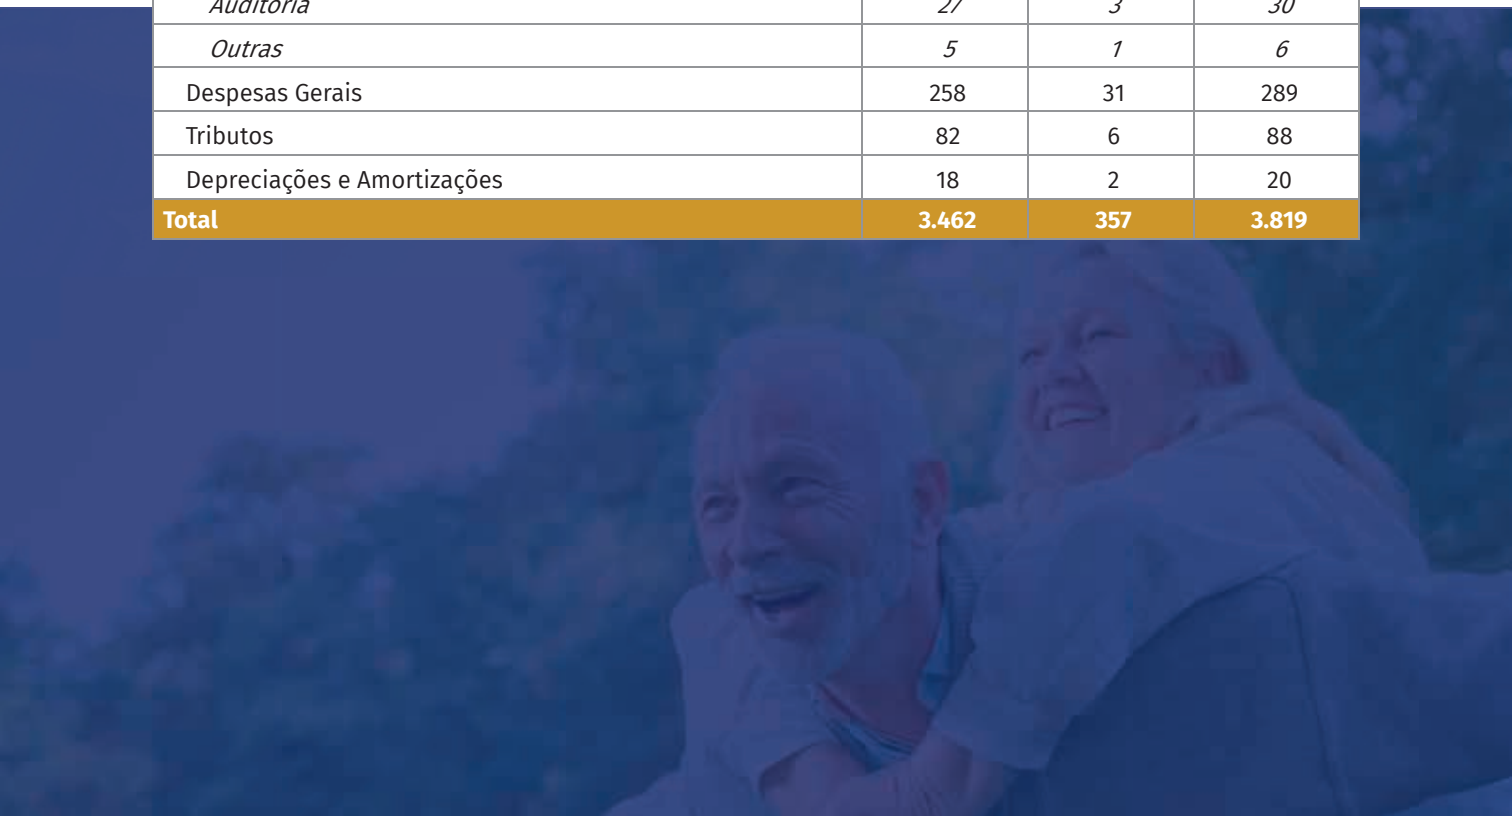 Auditoria 27 3 30
Outras 5 1 6
Despesas Gerais 258 31 289
Tributos 82 6 88
Depreciações e Amortizações 18 2 20
Total 3.462 357 3.819